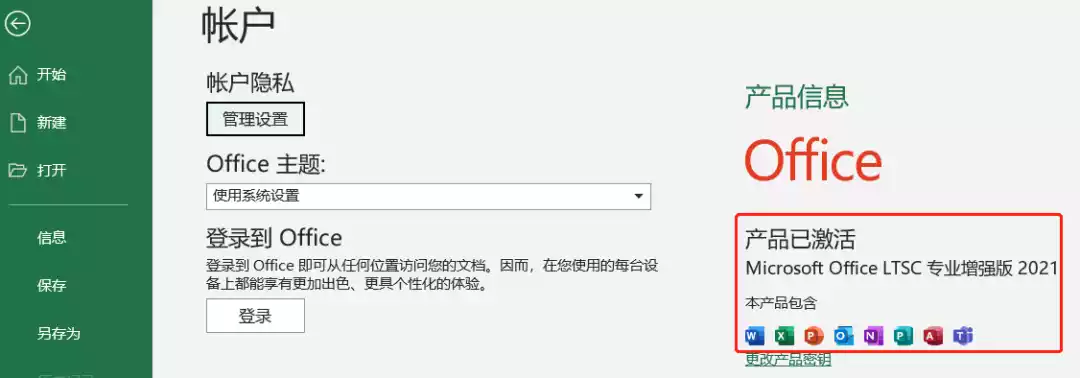 帐户
开始
新建
打开
信息
保存
另存为
帐户隐私
管理设置
Office 主题:
使用系统设置
登录到 Office
登录到 Office 即可从任何位置访问您的文档。因而，在您使用的每台设
备上都能享有更加出色、更具个性化的体验。
登录
产品信息
Office
产品已激活
Microsoft Office LTSC 专业增强版 2021
本产品包含
W X P O N P A T
更改产品密钥